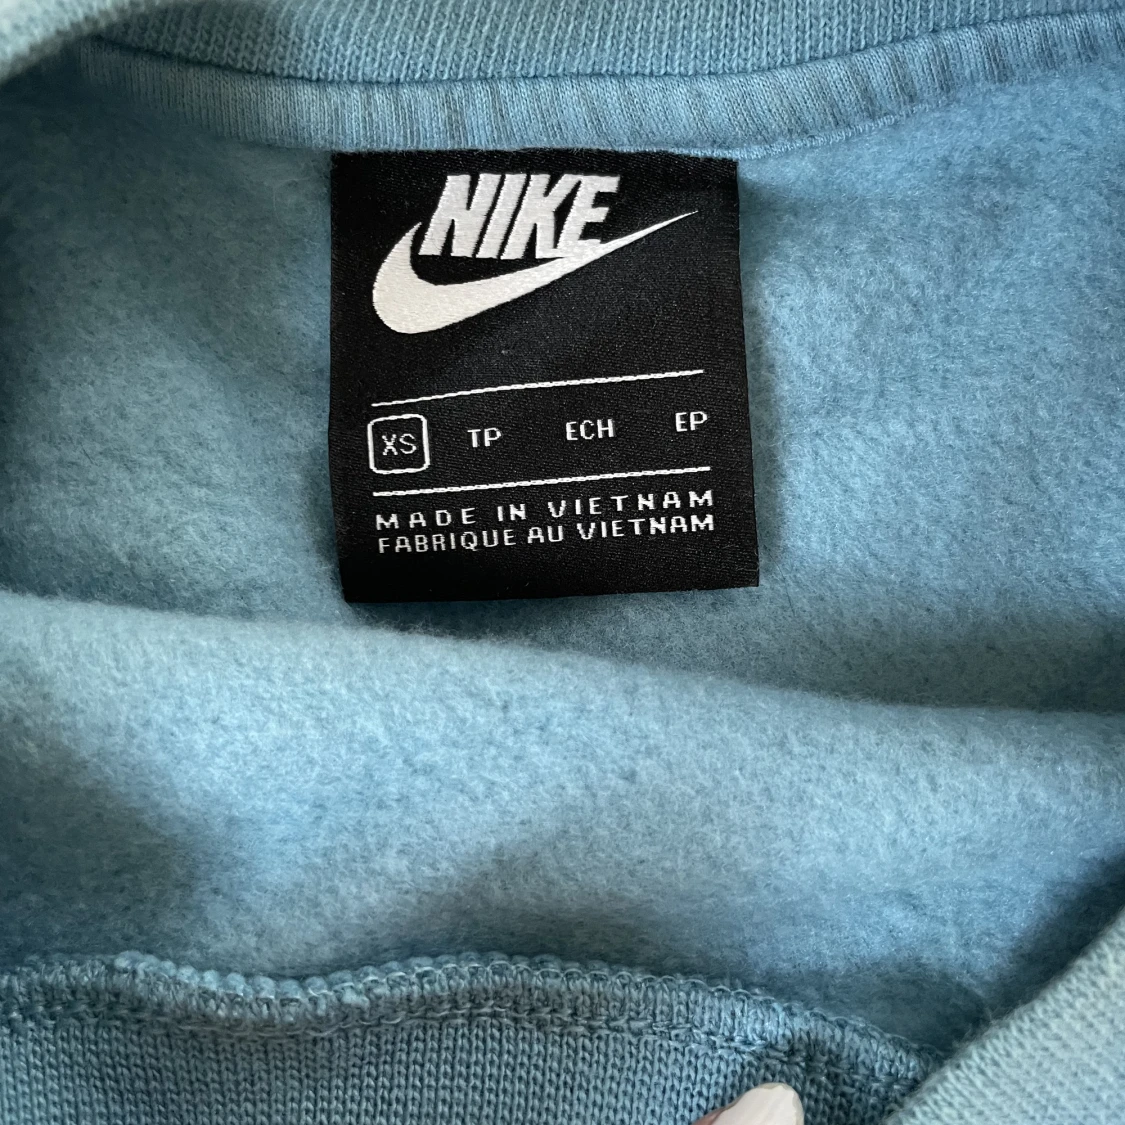 NIKE
XS TP ECH EP
MADE IN VIETNAM
FABRIQUE AU VIETNAM